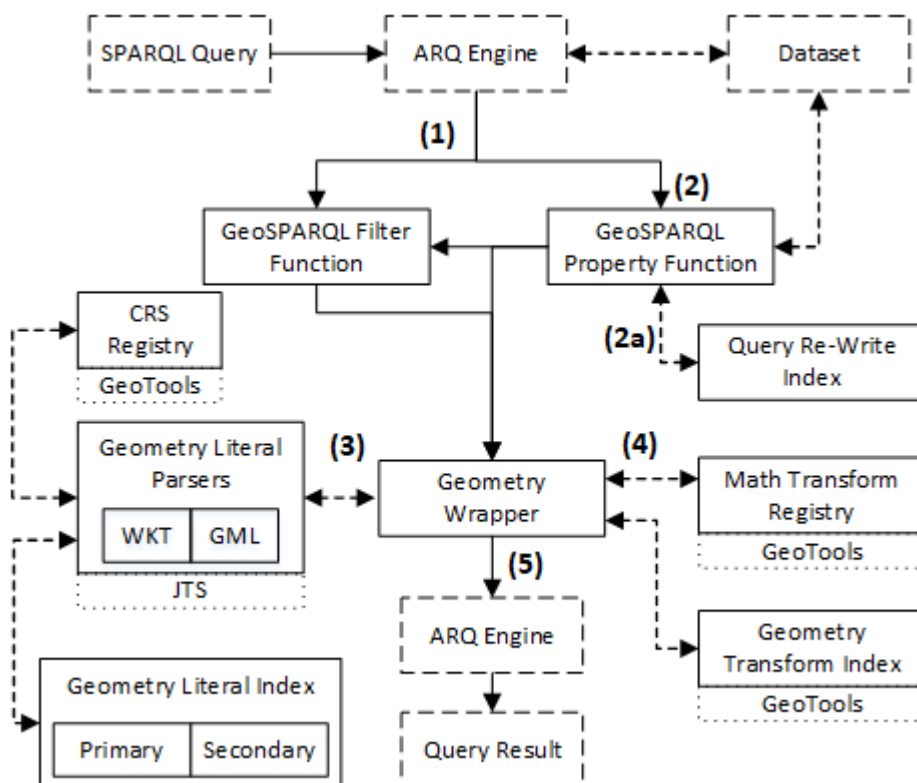 SPARQL Query
ARQ Engine
Dataset
(1)
(2)
GeoSPARQL Filter
Function
GeoSPARQL
Property Function
CRS
Registry
GeoTools
(2a)
Query Re-Write
Index
Geometry Literal
Parsers
WKT
GML
JTS
(3)
Geometry
Wrapper
(4)
Math Transform
Registry
GeoTools
(5)
ARQ Engine
Geometry
Transform Index
GeoTools
Geometry Literal Index
Primary
Secondary
Query Result